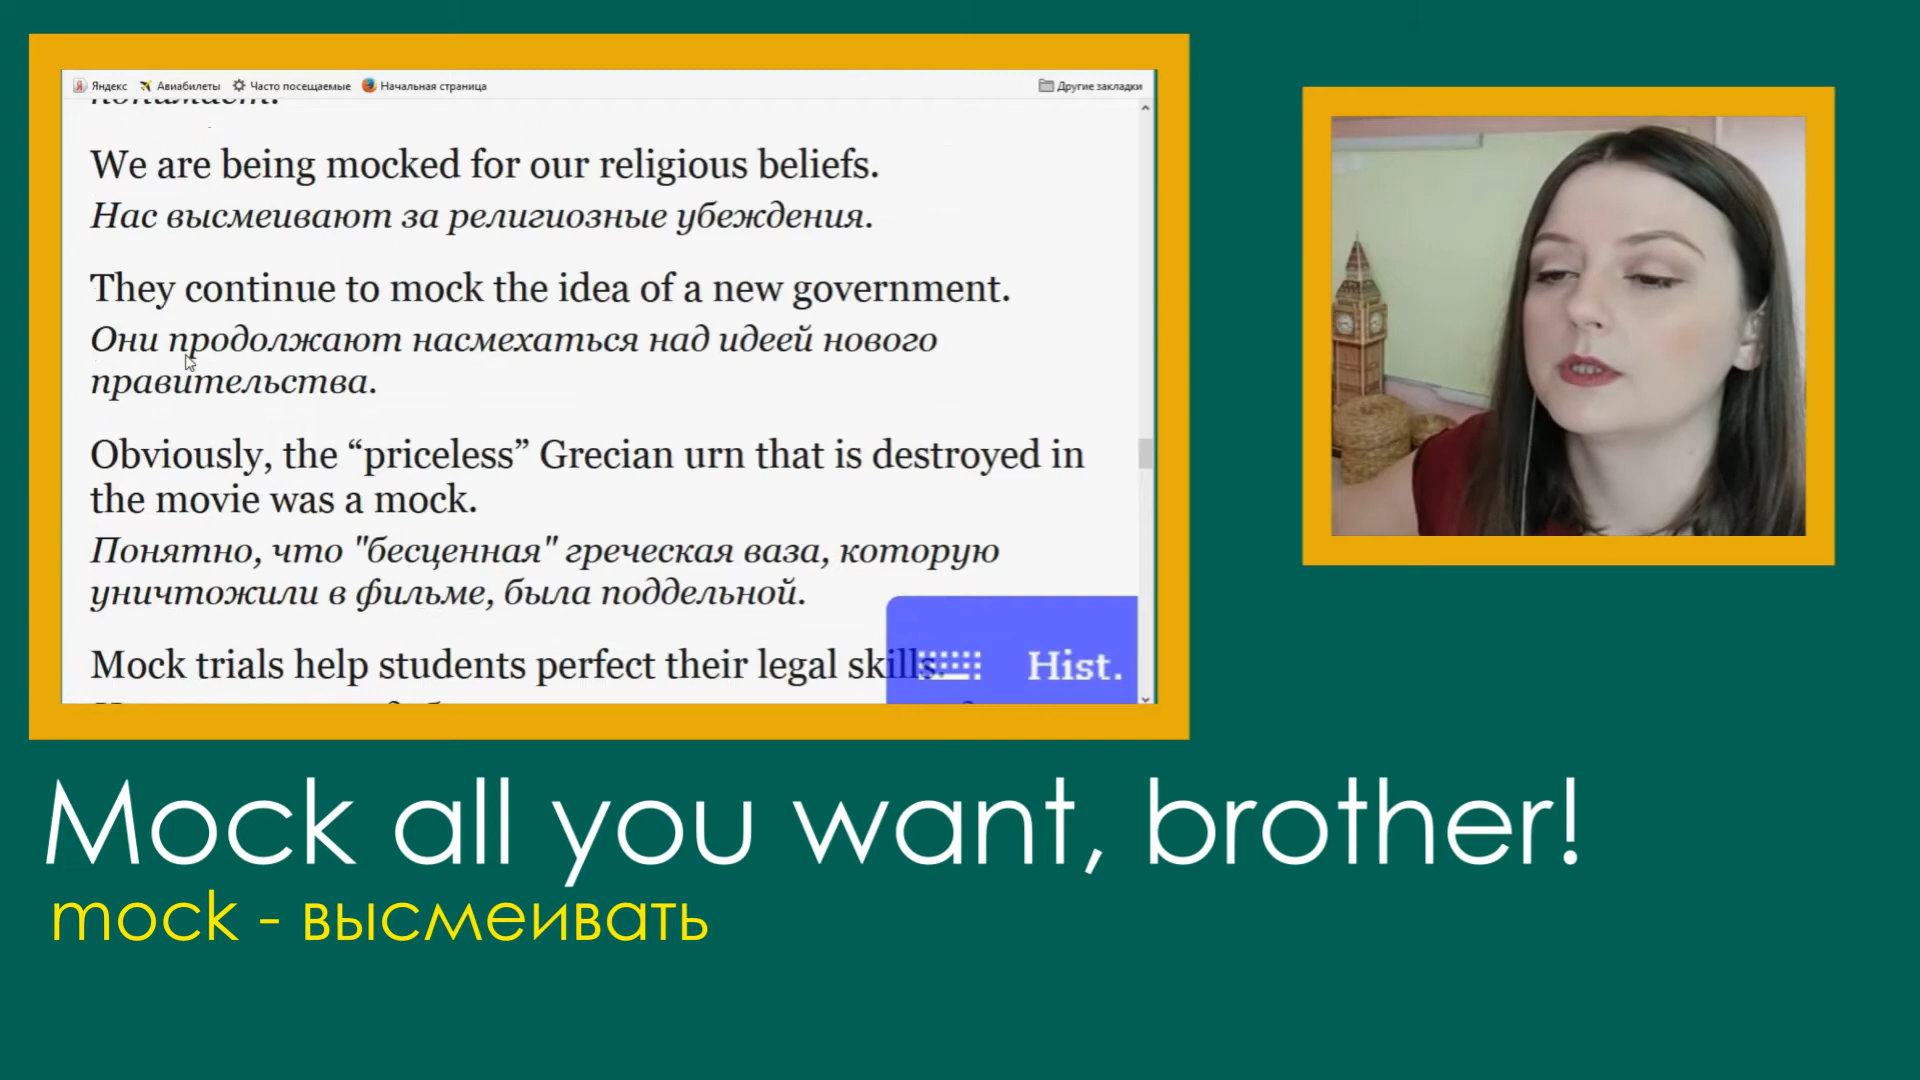 Яндекс Авиабилеты Часто посещаемые Начальная страница Другие закладки
понимает.
We are being mocked for our religious beliefs.
Нас высмеивают за религиозные убеждения.
They continue to mock the idea of a new government.
Они продолжают насмехаться над идеей нового
правительства.
Obviously, the “priceless” Grecian urn that is destroyed in
the movie was a mock.
Понятно, что "бесценная" греческая ваза, которую
уничтожили в фильме, была поддельной.
Mock trials help students perfect their legal skills.
Hist.
Mock all you want, brother!
mock - высмеивать